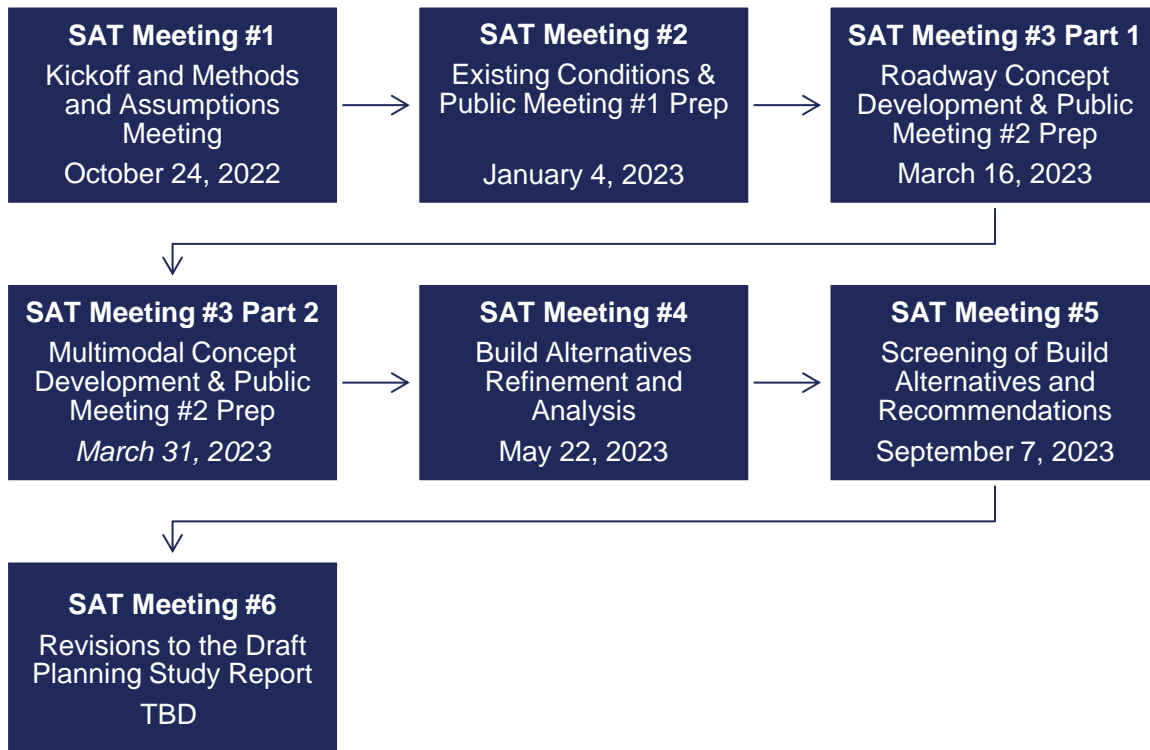 SAT Meeting #1
Kickoff and Methods
and Assumptions
Meeting
October 24, 2022
SAT Meeting #2
Existing Conditions &
Public Meeting #1 Prep
January 4, 2023
SAT Meeting #3 Part 1
Roadway Concept
Development & Public
Meeting #2 Prep
March 16, 2023
SAT Meeting #3 Part 2
Multimodal Concept
Development & Public
Meeting #2 Prep
March 31, 2023
SAT Meeting #4
Build Alternatives
Refinement and
Analysis
May 22, 2023
SAT Meeting #5
Screening of Build
Alternatives and
Recommendations
September 7, 2023
SAT Meeting #6
Revisions to the Draft
Planning Study Report
TBD